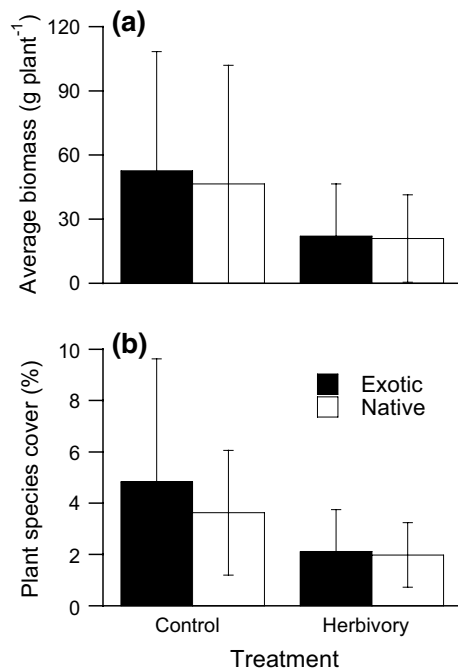 (a)
Average biomass (g plant⁻¹)
120
90
60
30
0
(b)
Plant species cover (%)
10
8
6
4
2
0
Exotic
Native
Control Herbivory
Treatment